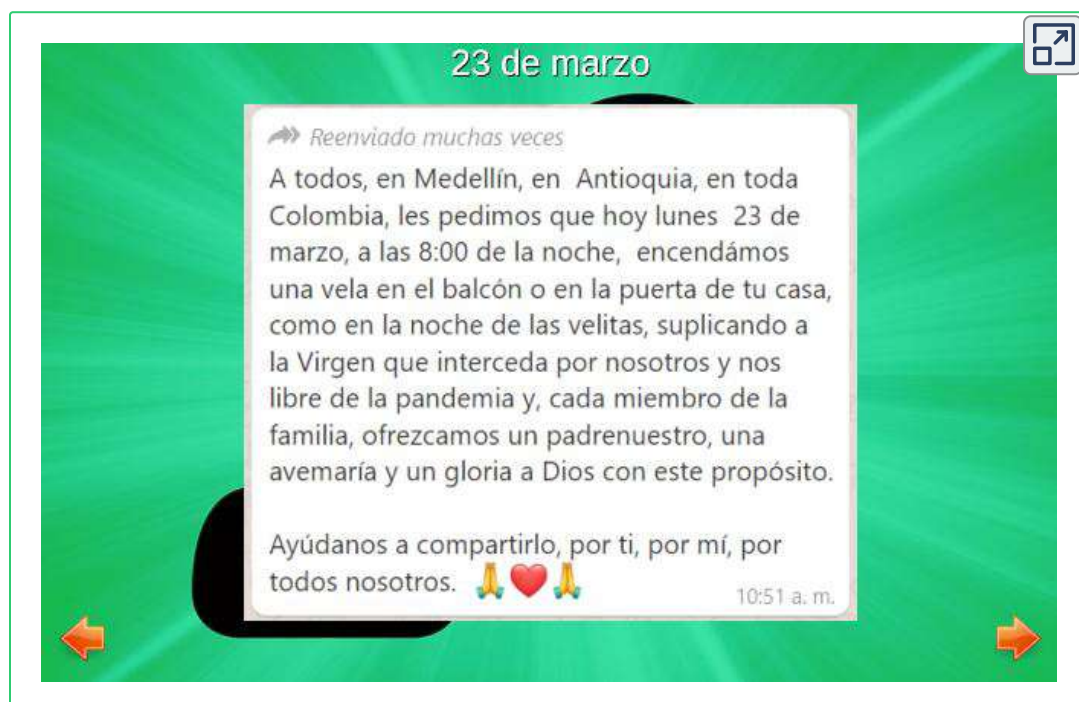 23 de marzo
Reenviado muchas veces
A todos, en Medellín, en Antioquia, en toda
Colombia, les pedimos que hoy lunes 23 de
marzo, a las 8:00 de la noche, encendámos
una vela en el balcón o en la puerta de tu casa,
como en la noche de las velitas, suplicando a
la Virgen que interceda por nosotros y nos
libre de la pandemia y, cada miembro de la
familia, ofrezcamos un padrenuestro, una
avemaría y un gloria a Dios con este propósito.
Ayúdanos a compartirlo, por ti, por mí, por
todos nosotros. 🙏❤️🙏
10:51 a. m.